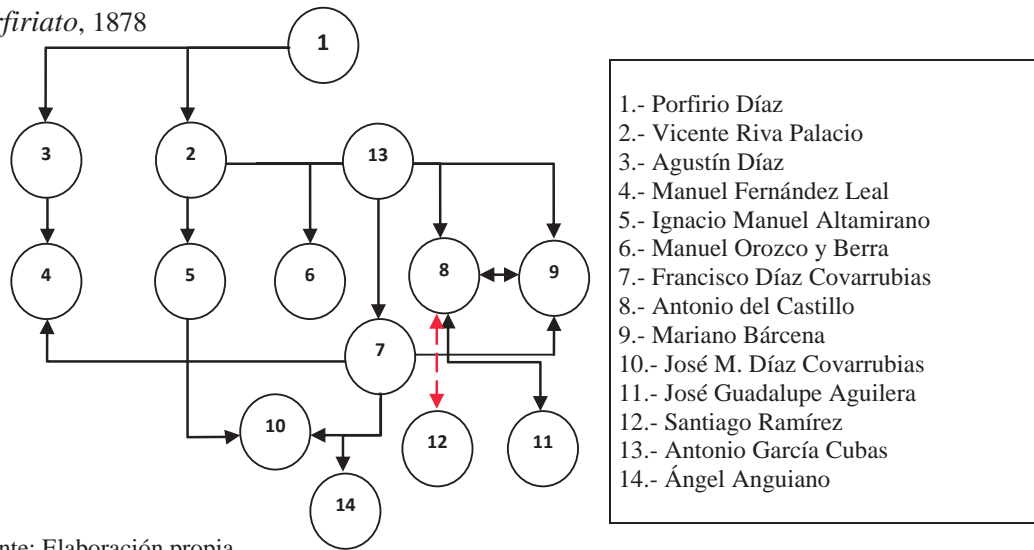 rfiriato, 1878
1
3
2
13
4
5
6
8
9
7
10
12
11
14
1.- Porfirio Díaz
2.- Vicente Riva Palacio
3.- Agustín Díaz
4.- Manuel Fernández Leal
5.- Ignacio Manuel Altamirano
6.- Manuel Orozco y Berra
7.- Francisco Díaz Covarrubias
8.- Antonio del Castillo
9.- Mariano Bárcena
10.- José M. Díaz Covarrubias
11.- José Guadalupe Aguilera
12.- Santiago Ramírez
13.- Antonio García Cubas
14.- Ángel Anguiano
nte: Elaboración propia